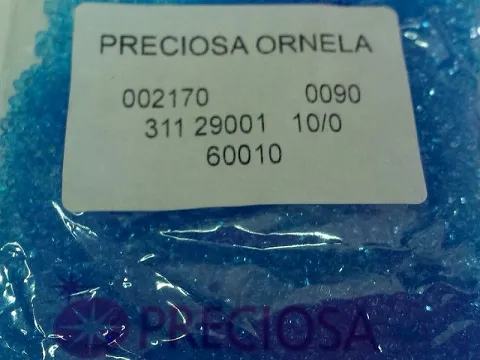 PRECIOSA ORNELA
002170 0090
311 29001 10/0
60010
PRECIOSA